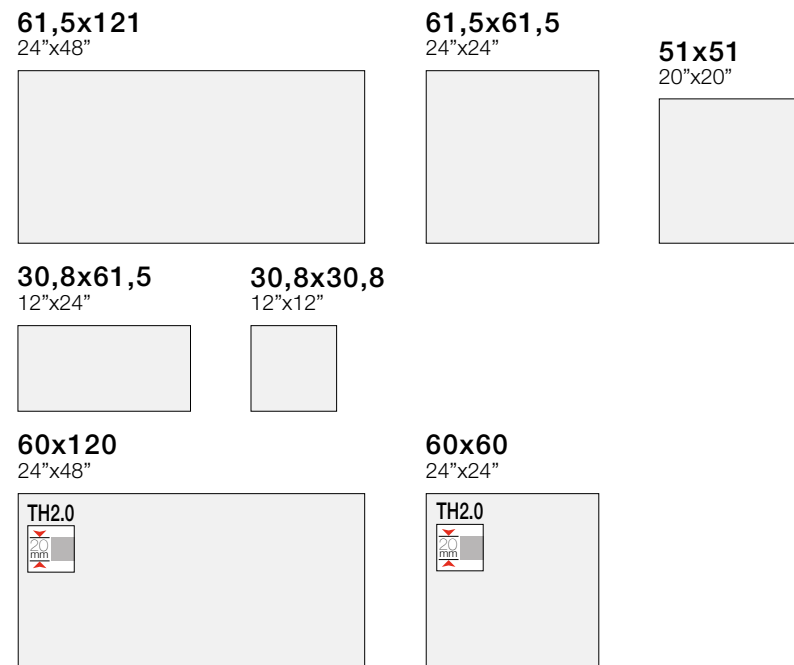 61,5x121
24”x48”
61,5x61,5
24”x24”
51x51
20”x20”
30,8x61,5
12”x24”
30,8x30,8
12”x12”
60x120
24”x48”
TH2.0
20
mm
60x60
24”x24”
TH2.0
20
mm